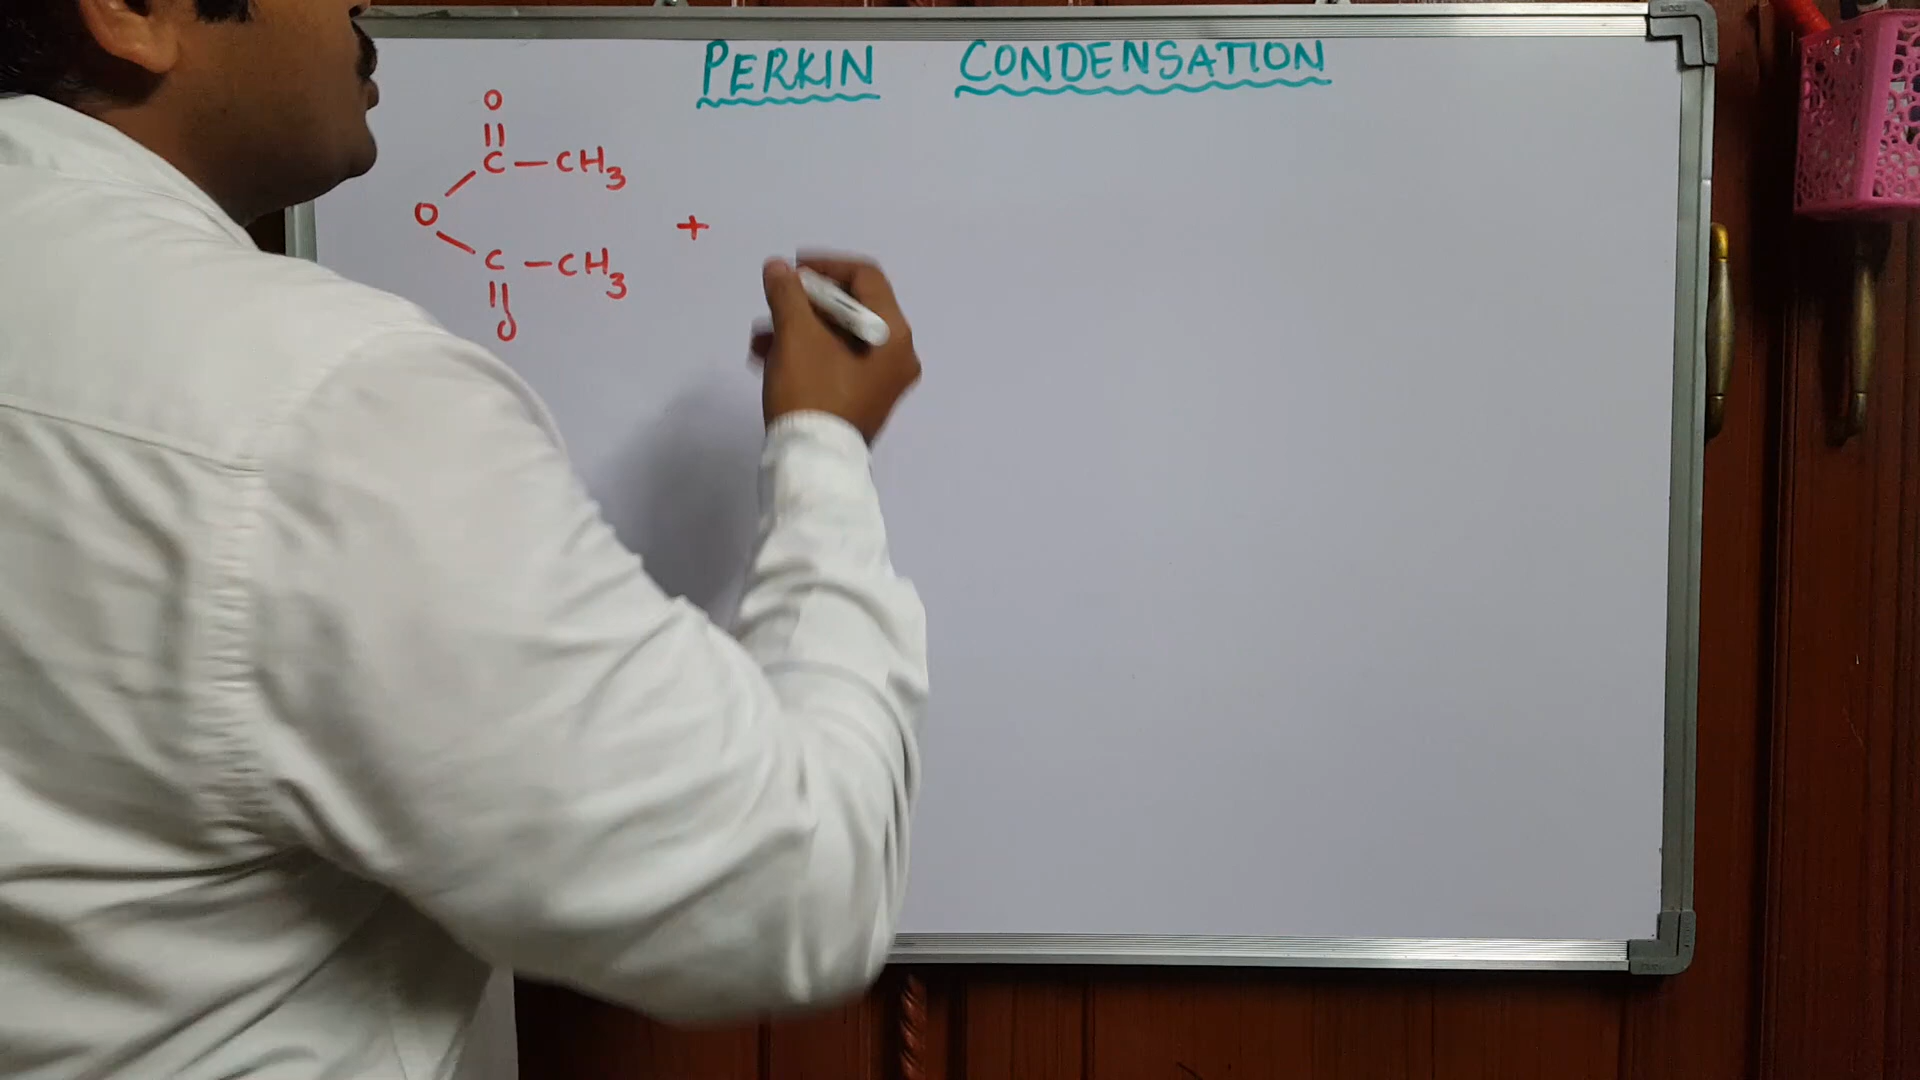 PERKIN CONDENSATION
O
||
C - CH3
O +
C - CH3
||
O